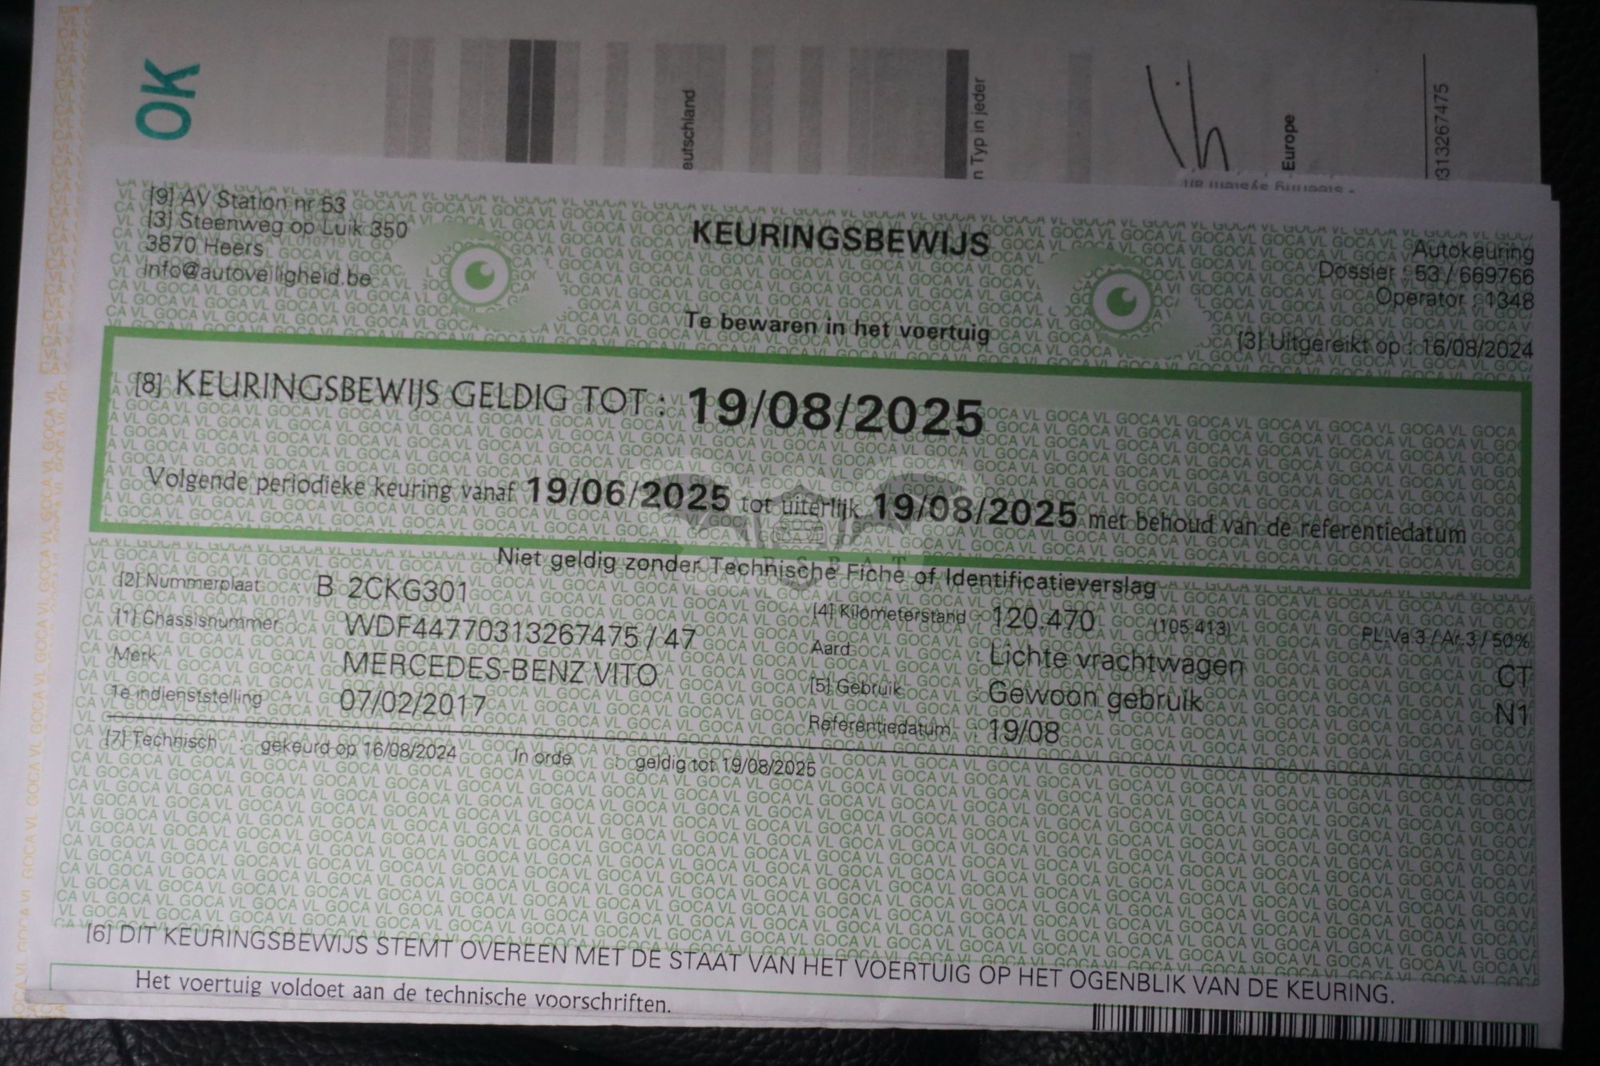 OK
eutschland
n Typ in jeder
Europe
313267475
[9] AV Station nr 53
[3] Steenweg op Luik 350
3870 Heers
info@autoveiligheid.be
KEURINGSBEWIJS
Te bewaren in het voertuig
Autokeuring
Dossier : 53 / 669766
Operator : 1348
[3] Uitgereikt op : 16/08/2024
[8] KEURINGSBEWIJS GELDIG TOT : 19/08/2025
Volgende periodieke keuring vanaf 19/06/2025 tot uiterlijk 19/08/2025 met behoud van de referentiedatum
Niet geldig zonder Technische Fiche of Identificatieverslag
[2] Nummerplaat B 2CKG301
[4] Kilometerstand : 120.470 (105.413) PL:Va 3 / Ar 3 / 50%
[1] Chassisnummer WDF44770313267475 / 47
Aard : Lichte vrachtwagen CT
Merk MERCEDES-BENZ VITO
[5] Gebruik : Gewoon gebruik N1
1e indienststelling 07/02/2017
Referentiedatum : 19/08
[7] Technisch gekeurd op 16/08/2024 In orde geldig tot 19/08/2025
[6] DIT KEURINGSBEWIJS STEMT OVEREEN MET DE STAAT VAN HET VOERTUIG OP HET OGENBLIK VAN DE KEURING.
Het voertuig voldoet aan de technische voorschriften.